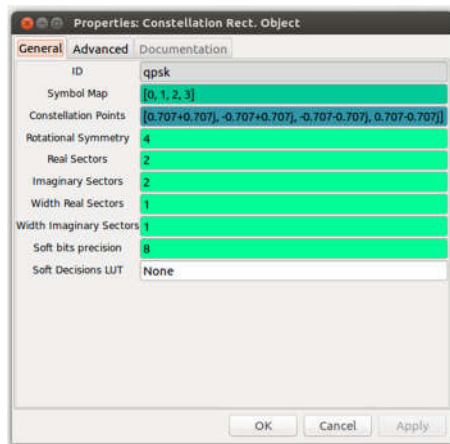 Properties: Constellation Rect. Object
General Advanced Documentation
ID qpsk
Symbol Map [0, 1, 2, 3]
Constellation Points [0.707+0.707j, -0.707+0.707j, -0.707-0.707j, 0.707-0.707j]
Rotational Symmetry 4
Real Sectors 2
Imaginary Sectors 2
Width Real Sectors 1
Width Imaginary Sectors 1
Soft bits precision 8
Soft Decisions LUT None
OK Cancel Apply